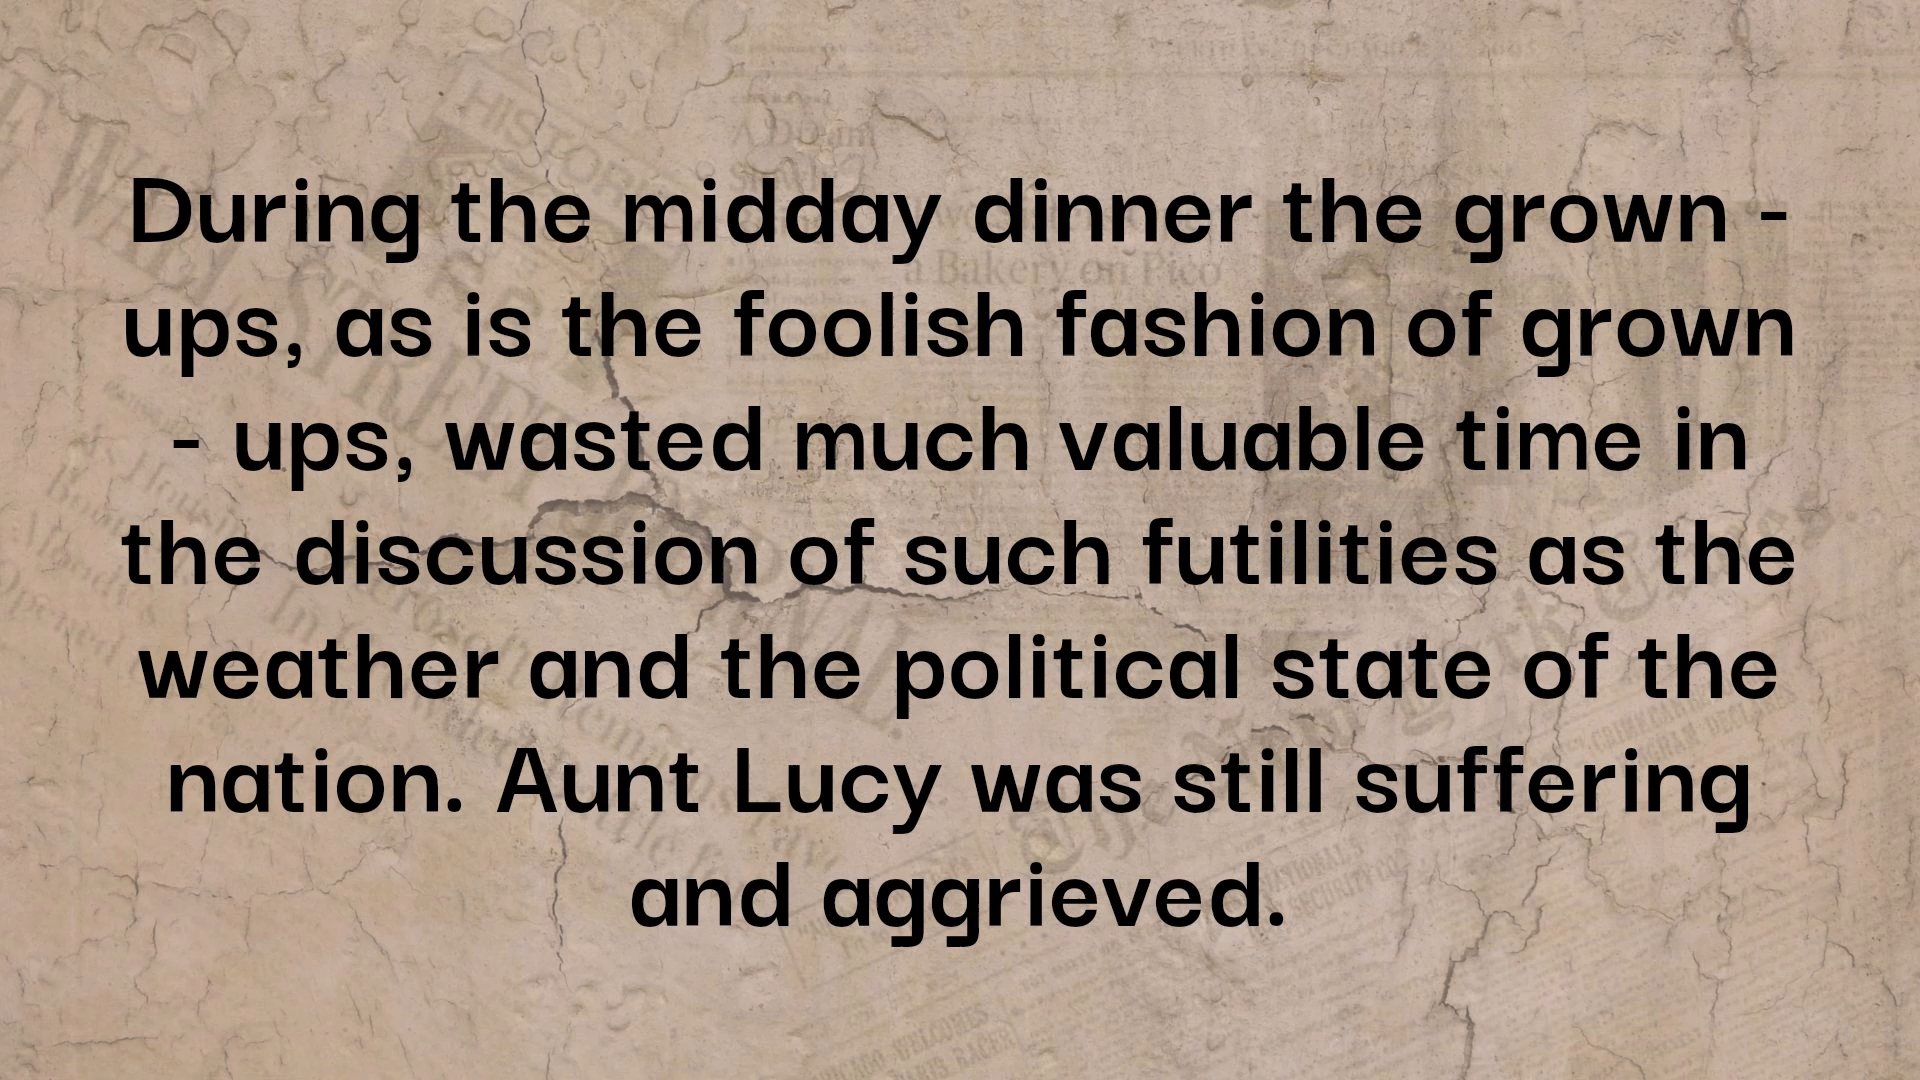 During the midday dinner the grown -
ups, as is the foolish fashion of grown
- ups, wasted much valuable time in
the discussion of such futilities as the
weather and the political state of the
nation. Aunt Lucy was still suffering
and aggrieved.